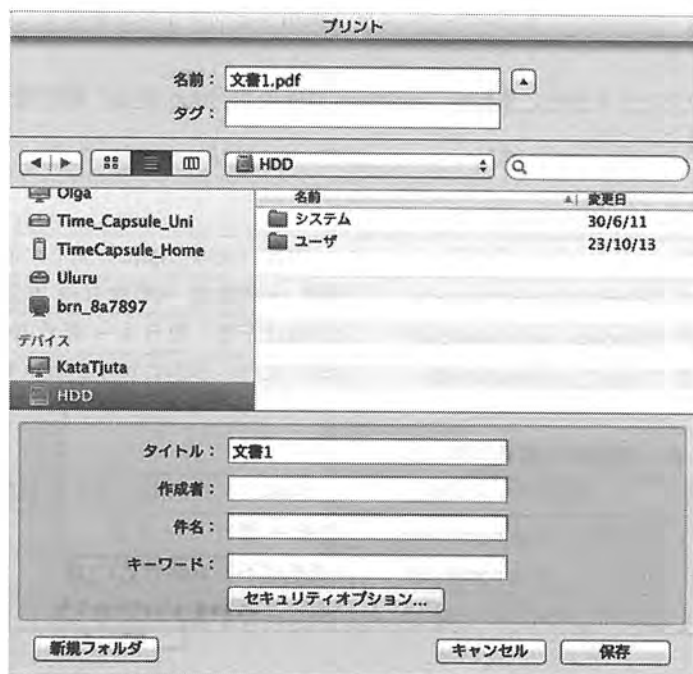 プリント
名前：文書1.pdf
タグ：
HDD
Olga
Time_Capsule_Uni
TimeCapsule_Home
Uluru
brn_8a7897
デバイス
KataTjuta
HDD
名前 変更日
システム 30/6/11
ユーザ 23/10/13
タイトル：文書1
作成者：
件名：
キーワード：
セキュリティオプション...
新規フォルダ キャンセル 保存